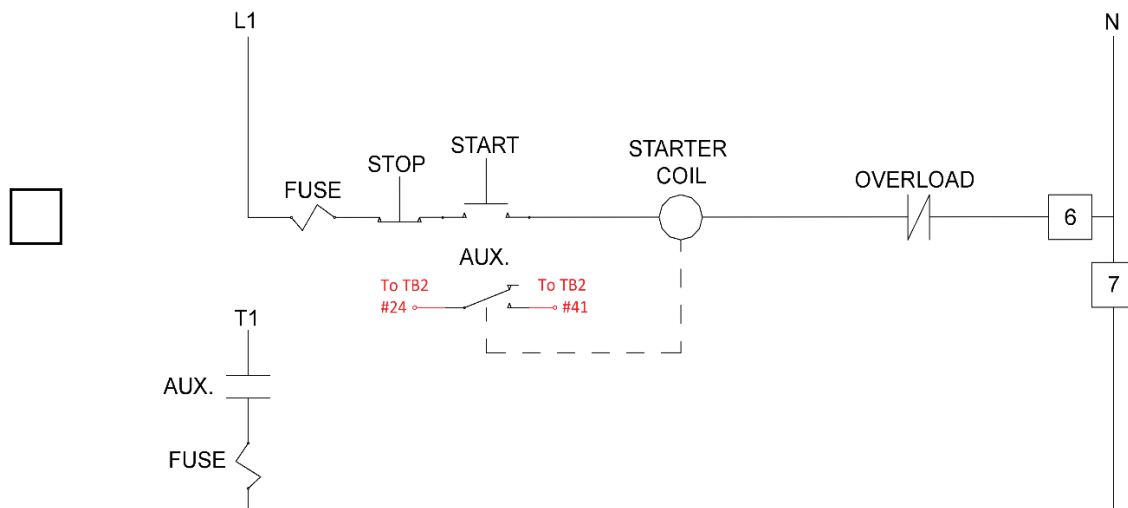 L1
N
START
STOP
STARTER
COIL
FUSE
OVERLOAD
6
AUX.
7
To TB2
#24
To TB2
#41
T1
AUX.
FUSE